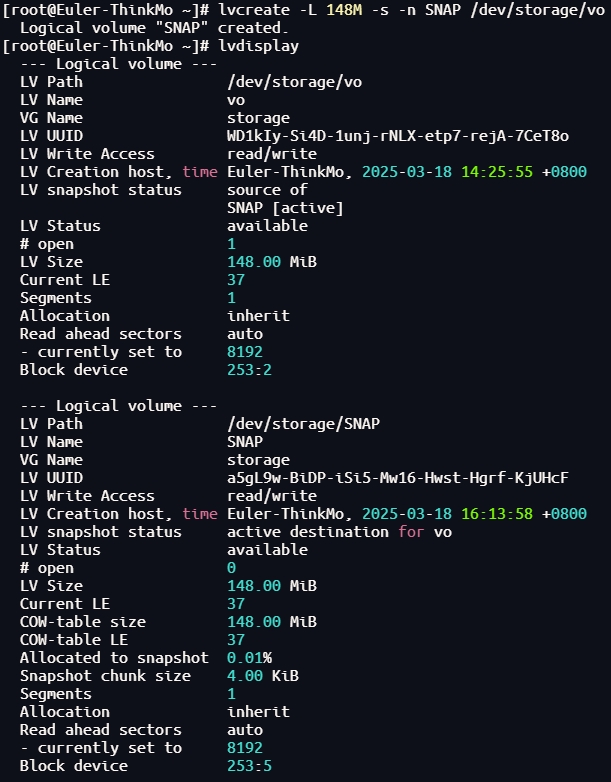 [root@Euler-ThinkMo ~]# lvcreate -L 148M -s -n SNAP /dev/storage/vo
  Logical volume "SNAP" created.
[root@Euler-ThinkMo ~]# lvdisplay
  --- Logical volume ---
  LV Path                /dev/storage/vo
  LV Name                vo
  VG Name                storage
  LV UUID                WD1kIy-Si4D-1unj-rNLX-etp7-rejA-7CeT8o
  LV Write Access        read/write
  LV Creation host, time Euler-ThinkMo, 2025-03-18 14:25:55 +0800
  LV snapshot status     source of
                         SNAP [active]
  LV Status              available
  # open                 1
  LV Size                148.00 MiB
  Current LE             37
  Segments               1
  Allocation             inherit
  Read ahead sectors     auto
  - currently set to     8192
  Block device           253:2

  --- Logical volume ---
  LV Path                /dev/storage/SNAP
  LV Name                SNAP
  VG Name                storage
  LV UUID                a5gL9w-BiDP-iSi5-Mw16-Hwst-Hgrf-KjUHcF
  LV Write Access        read/write
  LV Creation host, time Euler-ThinkMo, 2025-03-18 16:13:58 +0800
  LV snapshot status     active destination for vo
  LV Status              available
  # open                 0
  LV Size                148.00 MiB
  Current LE             37
  COW-table size         148.00 MiB
  COW-table LE           37
  Allocated to snapshot  0.01%
  Snapshot chunk size    4.00 KiB
  Segments               1
  Allocation             inherit
  Read ahead sectors     auto
  - currently set to     8192
  Block device           253:5